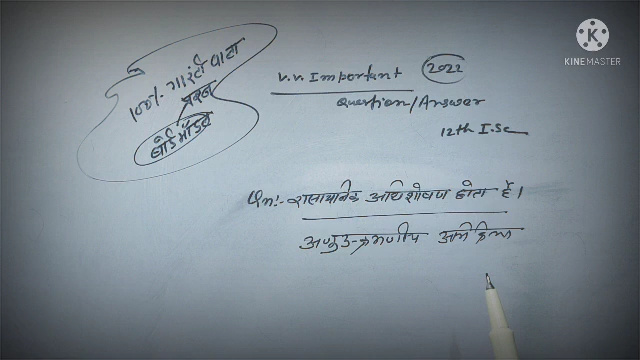 100% गारंटी वाला
प्रश्न
बोर्ड मॉडल
V.V. Important 2022
Question/Answer
12th I.Sc
Qn:- रासायनिक अधिशोषण होता है।
अनुत्क्रमणीय अभिक्रिया
KINEMASTER